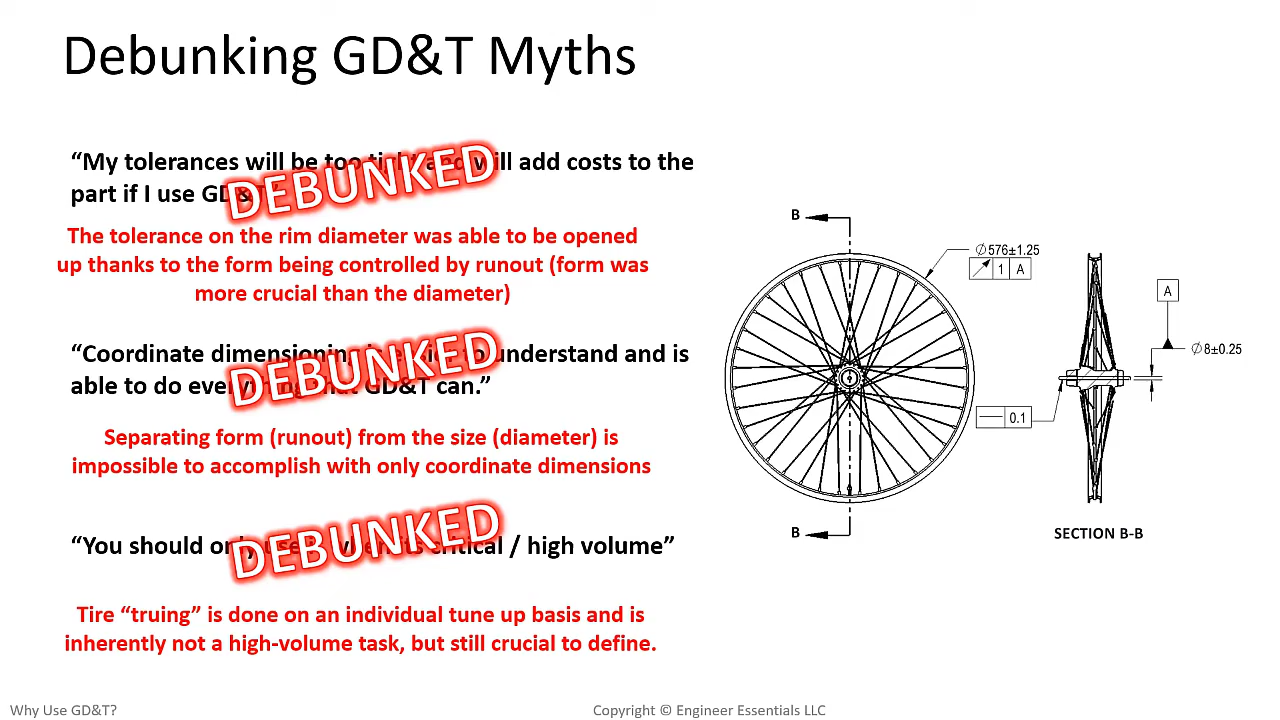 Debunking GD&T Myths
“My tolerances will be too tight and will add costs to the
part if I use GD&T”
DEBUNKED
The tolerance on the rim diameter was able to be opened
up thanks to the form being controlled by runout (form was
more crucial than the diameter)
“Coordinate dimensioning is easier to understand and is
able to do everything that GD&T can.”
DEBUNKED
Separating form (runout) from the size (diameter) is
impossible to accomplish with only coordinate dimensions
“You should only use it when its critical / high volume”
DEBUNKED
Tire “truing” is done on an individual tune up basis and is
inherently not a high-volume task, but still crucial to define.
B
∅576±1.25
1 A
A
∅8±0.25
0.1
B
SECTION B-B
Why Use GD&T?
Copyright © Engineer Essentials LLC